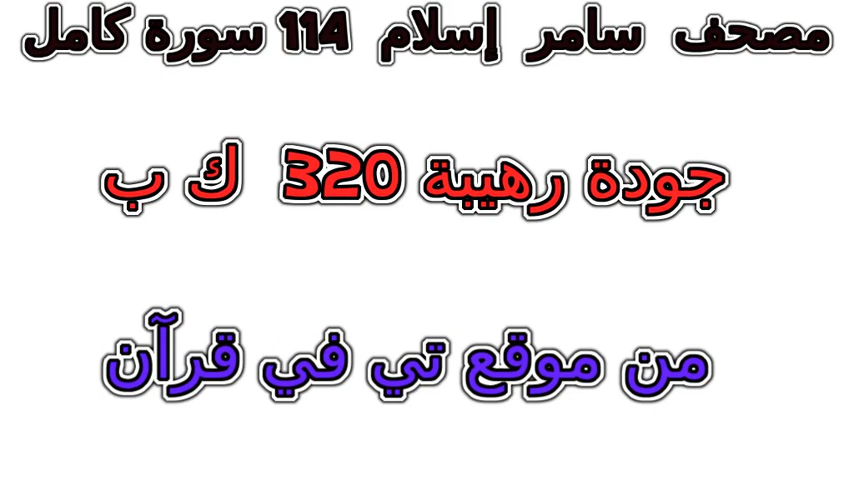 مصحف سامر إسلام 114 سورة كامل
جودة رهيبة 320 ك ب
من موقع تي في قرآن